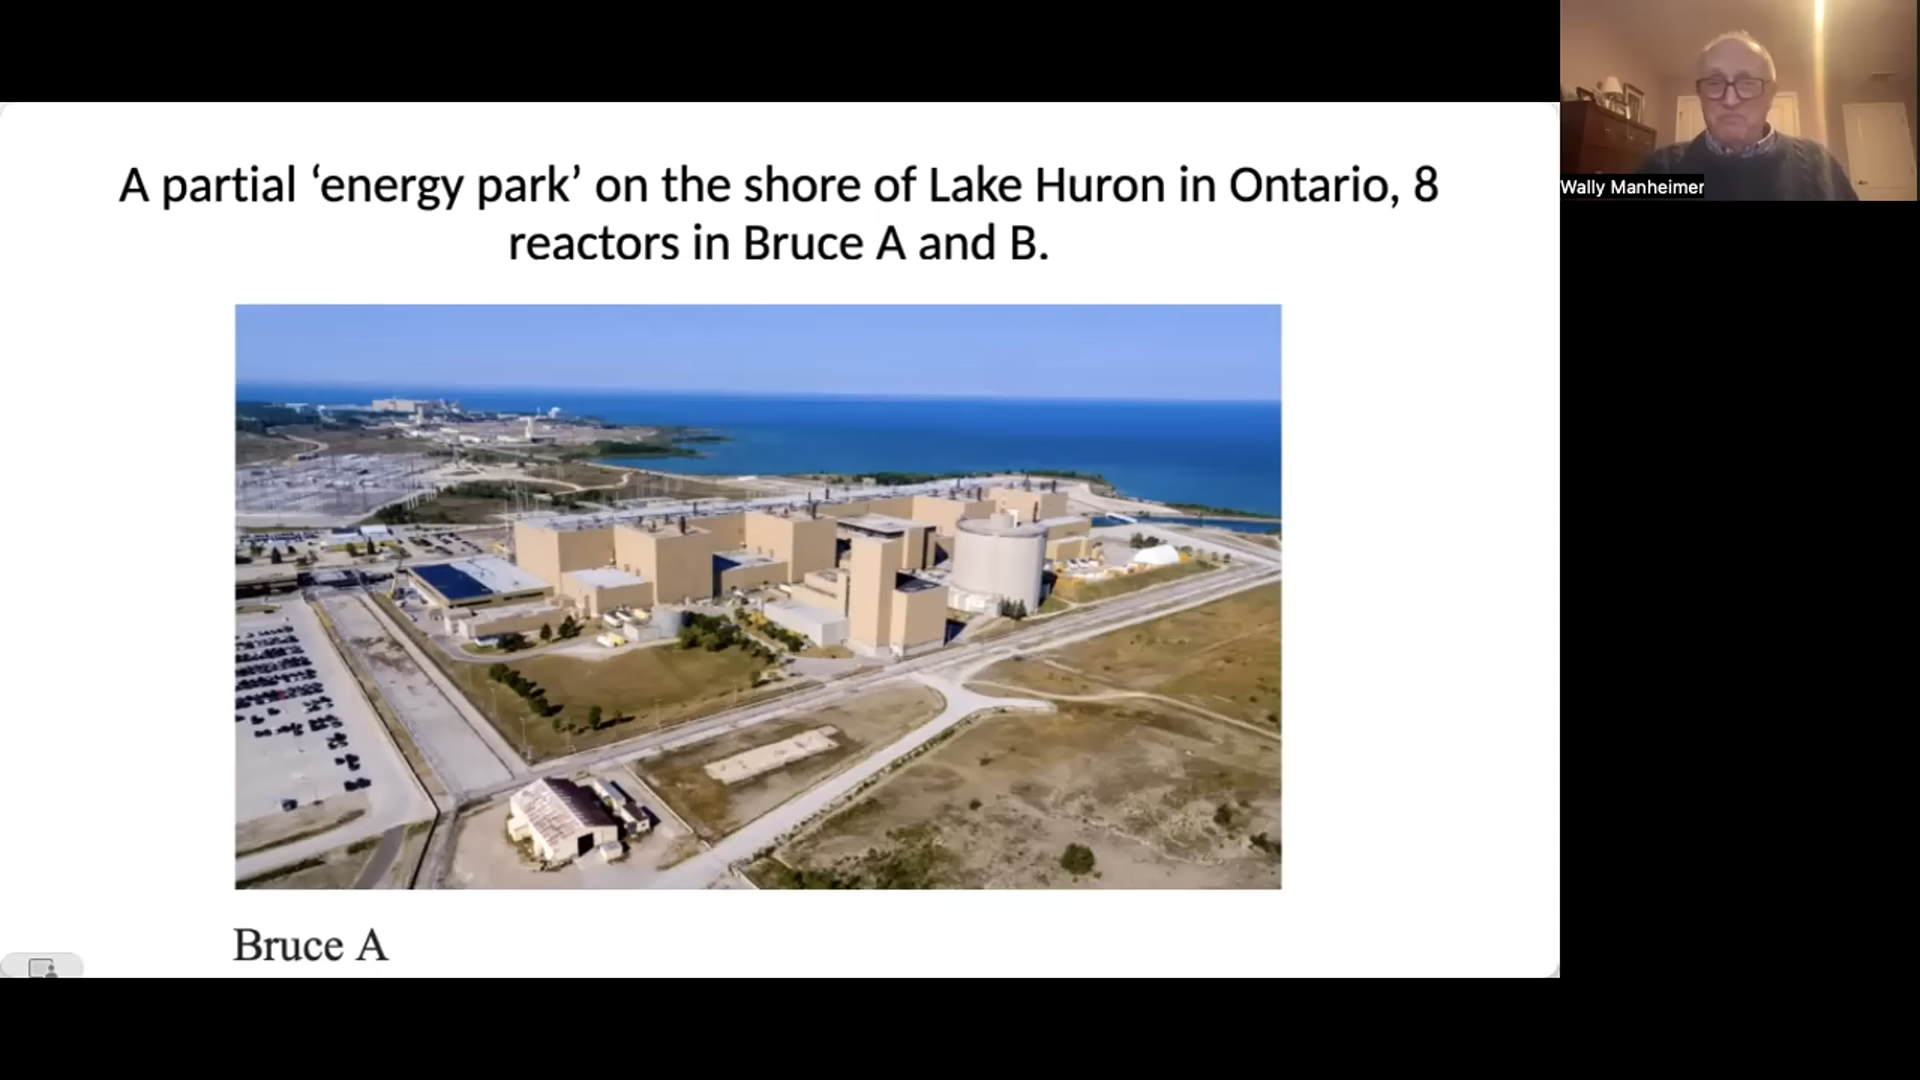 A partial ‘energy park’ on the shore of Lake Huron in Ontario, 8
reactors in Bruce A and B.
Bruce A
Wally Manheimer